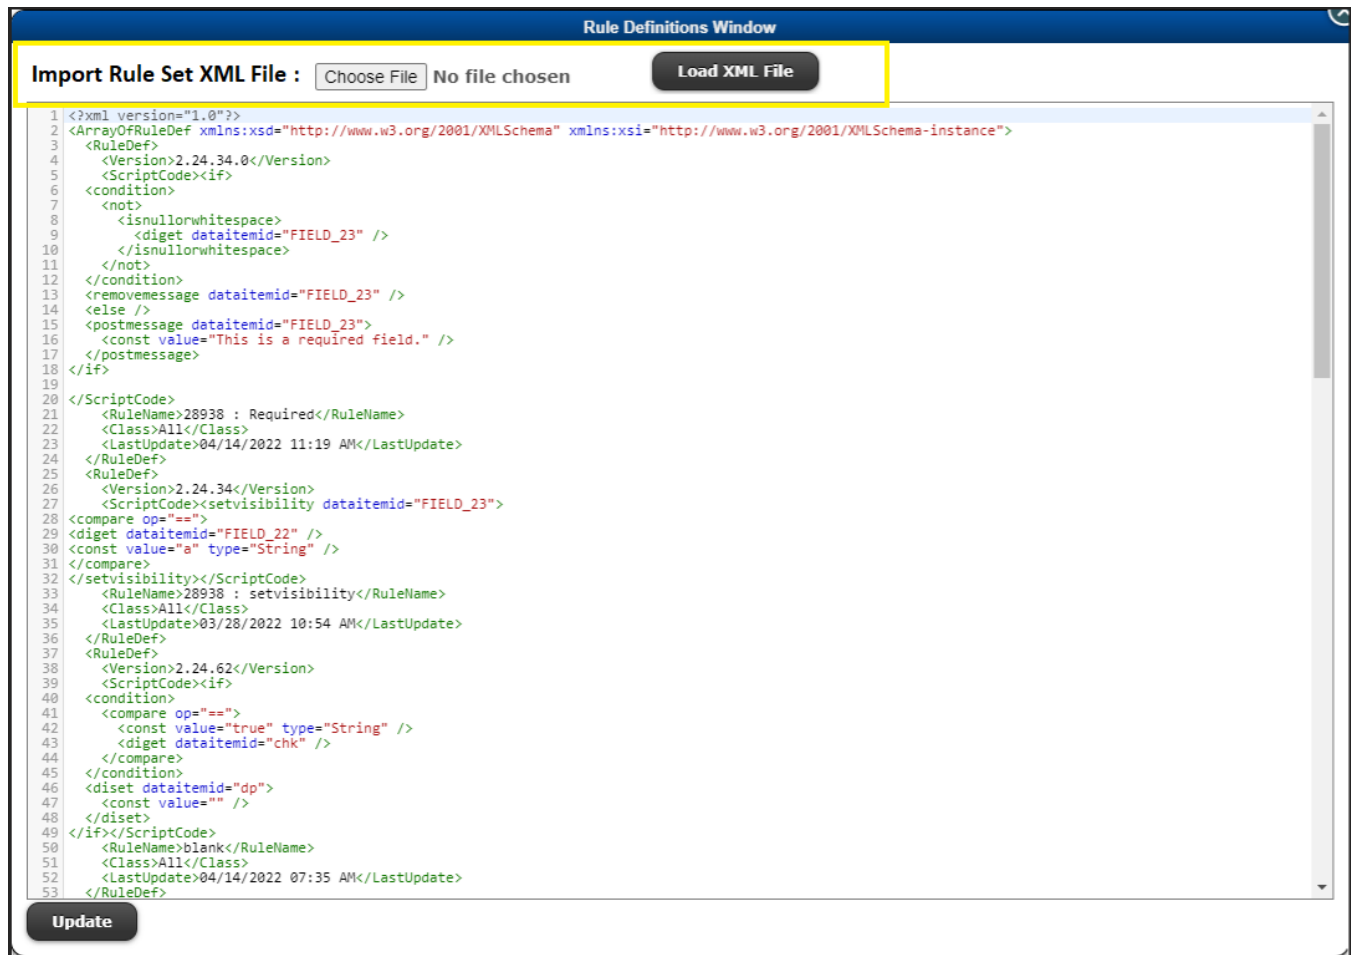 Rule Definitions Window
Import Rule Set XML File : Choose File No file chosen Load XML File
1 <?xml version="1.0"?>
2 <ArrayOfRuleDef xmlns:xsd="http://www.w3.org/2001/XMLSchema" xmlns:xsi="http://www.w3.org/2001/XMLSchema-instance">
3   <RuleDef>
4     <Version>2.24.34.0</Version>
5     <ScriptCode><if>
6   <condition>
7     <not>
8       <isnullorwhitespace>
9         <diget dataitemid="FIELD_23" />
10       </isnullorwhitespace>
11     </not>
12   </condition>
13   <removemessage dataitemid="FIELD_23" />
14   <else />
15   <postmessage dataitemid="FIELD_23">
16     <const value="This is a required field." />
17   </postmessage>
18 </if>
19
20 </ScriptCode>
21     <RuleName>28938 : Required</RuleName>
22     <Class>All</Class>
23     <LastUpdate>04/14/2022 11:19 AM</LastUpdate>
24   </RuleDef>
25   <RuleDef>
26     <Version>2.24.34</Version>
27     <ScriptCode><setvisibility dataitemid="FIELD_23">
28 <compare op="==">
29 <diget dataitemid="FIELD_22" />
30 <const value="a" type="String" />
31 </compare>
32 </setvisibility></ScriptCode>
33     <RuleName>28938 : setvisibility</RuleName>
34     <Class>All</Class>
35     <LastUpdate>03/28/2022 10:54 AM</LastUpdate>
36   </RuleDef>
37   <RuleDef>
38     <Version>2.24.62</Version>
39     <ScriptCode><if>
40   <condition>
41     <compare op="==">
42       <const value="true" type="String" />
43       <diget dataitemid="chk" />
44     </compare>
45   </condition>
46   <diset dataitemid="dp">
47     <const value="" />
48   </diset>
49 </if></ScriptCode>
50     <RuleName>blank</RuleName>
51     <Class>All</Class>
52     <LastUpdate>04/14/2022 07:35 AM</LastUpdate>
53   </RuleDef>
Update